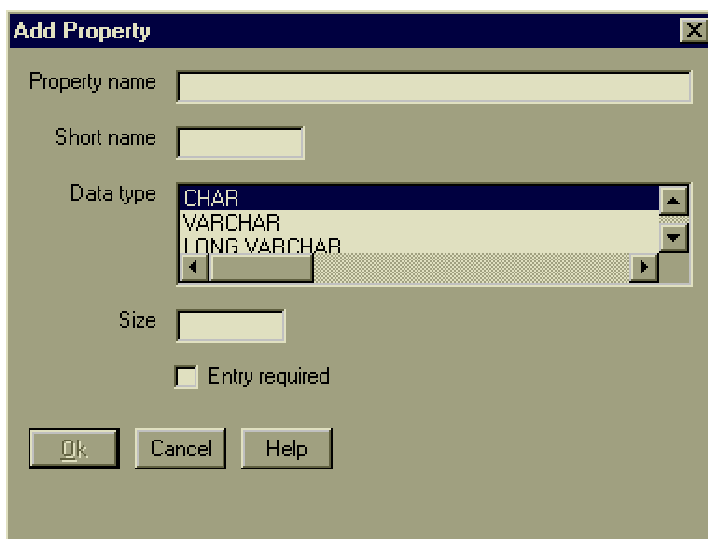 Add Property
Property name
Short name
Data type
CHAR
VARCHAR
LONG VARCHAR
Size
Entry required
Ok
Cancel
Help